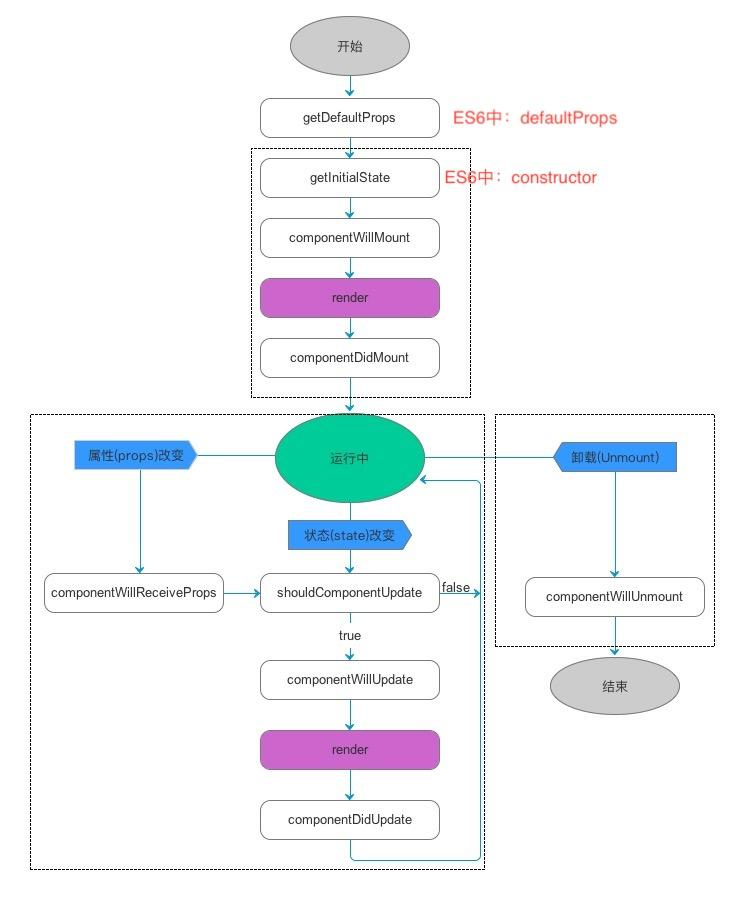 开始
getDefaultProps
ES6中：defaultProps
getInitialState
ES6中：constructor
componentWillMount
render
componentDidMount
属性(props)改变
运行中
卸载(Unmount)
状态(state)改变
componentWillReceiveProps
shouldComponentUpdate
false
componentWillUnmount
true
componentWillUpdate
结束
render
componentDidUpdate